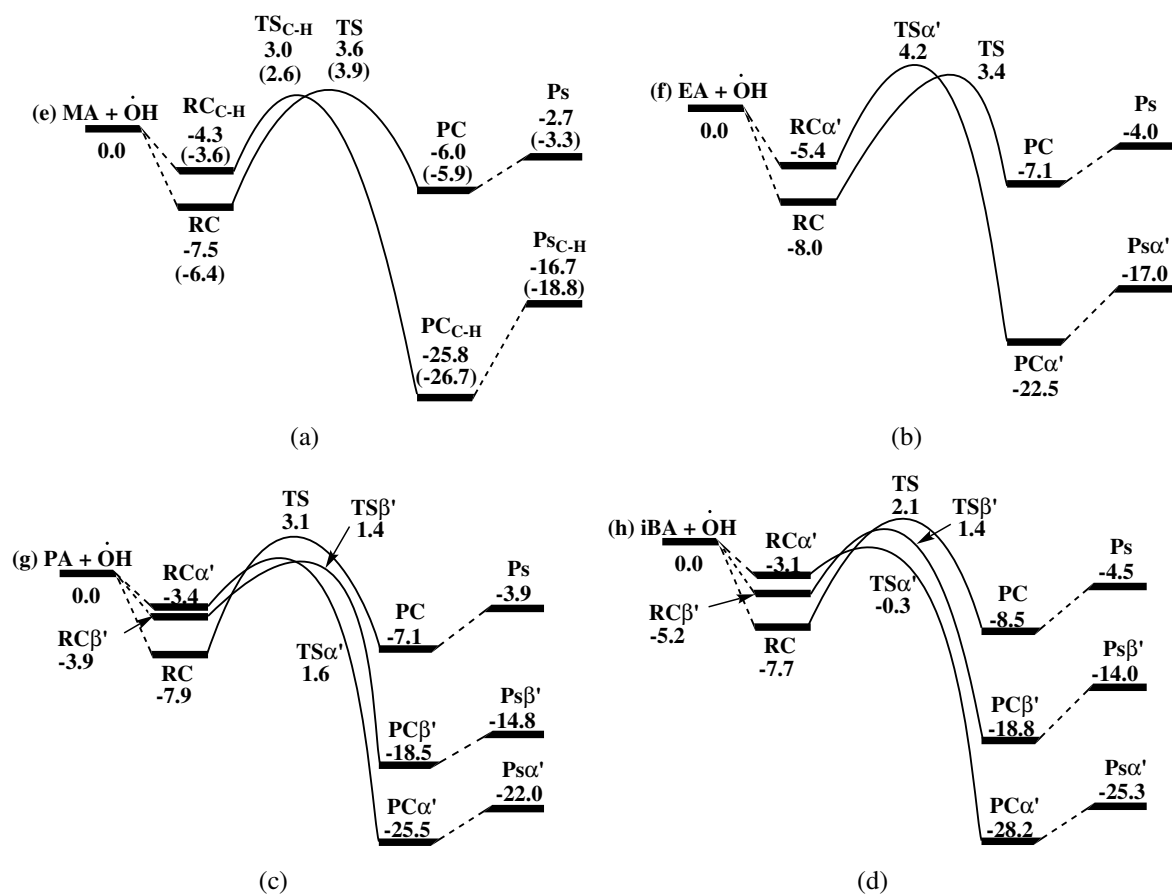 TSC-H
3.0
(2.6)
TS
3.6
(3.9)
(e) MA + ȮH
0.0
RCC-H
-4.3
(-3.6)
RC
-7.5
(-6.4)
PC
-6.0
(-5.9)
Ps
-2.7
(-3.3)
PsC-H
-16.7
(-18.8)
PCC-H
-25.8
(-26.7)
(a)
TSα'
4.2
TS
3.4
(f) EA + ȮH
0.0
RCα'
-5.4
RC
-8.0
PC
-7.1
Ps
-4.0
Psα'
-17.0
PCα'
-22.5
(b)
TS
3.1
TSβ'
1.4
(g) PA + ȮH
0.0
RCα'
-3.4
RCβ'
-3.9
RC
-7.9
TSα'
1.6
PC
-7.1
Ps
-3.9
PCβ'
-18.5
Psβ'
-14.8
PCα'
-25.5
Psα'
-22.0
(c)
TS
2.1
TSβ'
1.4
(h) iBA + ȮH
0.0
RCα'
-3.1
RCβ'
-5.2
RC
-7.7
TSα'
-0.3
PC
-8.5
Ps
-4.5
PCβ'
-18.8
Psβ'
-14.0
PCα'
-28.2
Psα'
-25.3
(d)